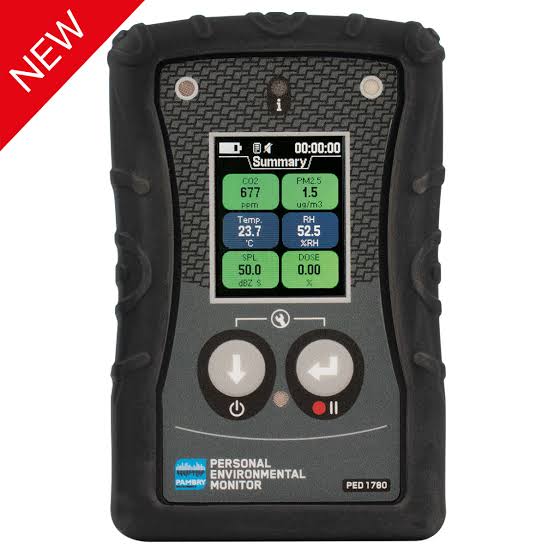 NEW
i
00:00:00
Summary
CO2 PM2.5
677 1.5
ppm ug/m3
Temp. RH
23.7 52.5
°C %RH
SPL DOSE
50.0 0.00
dBZ S %
PAMBRY
PERSONAL
ENVIRONMENTAL
MONITOR
PED 1780